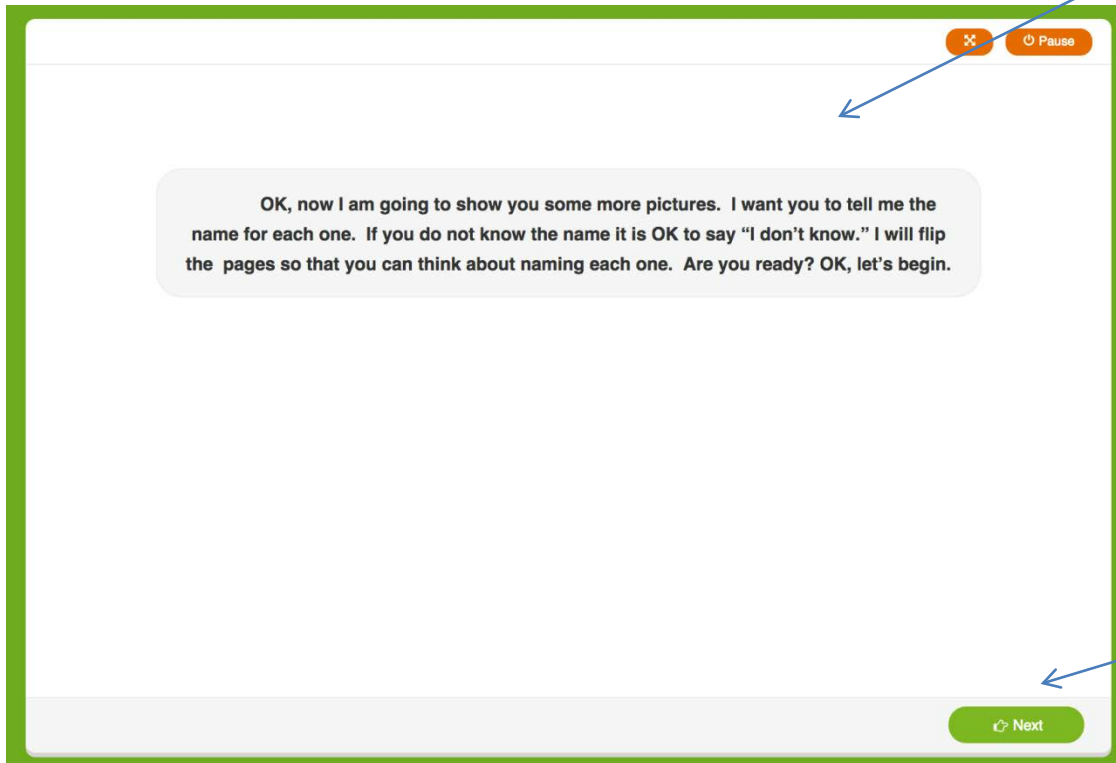 Pause
OK, now I am going to show you some more pictures.  I want you to tell me the
name for each one.  If you do not know the name it is OK to say “I don’t know.” I will flip
the  pages so that you can think about naming each one.  Are you ready? OK, let’s begin.
Next